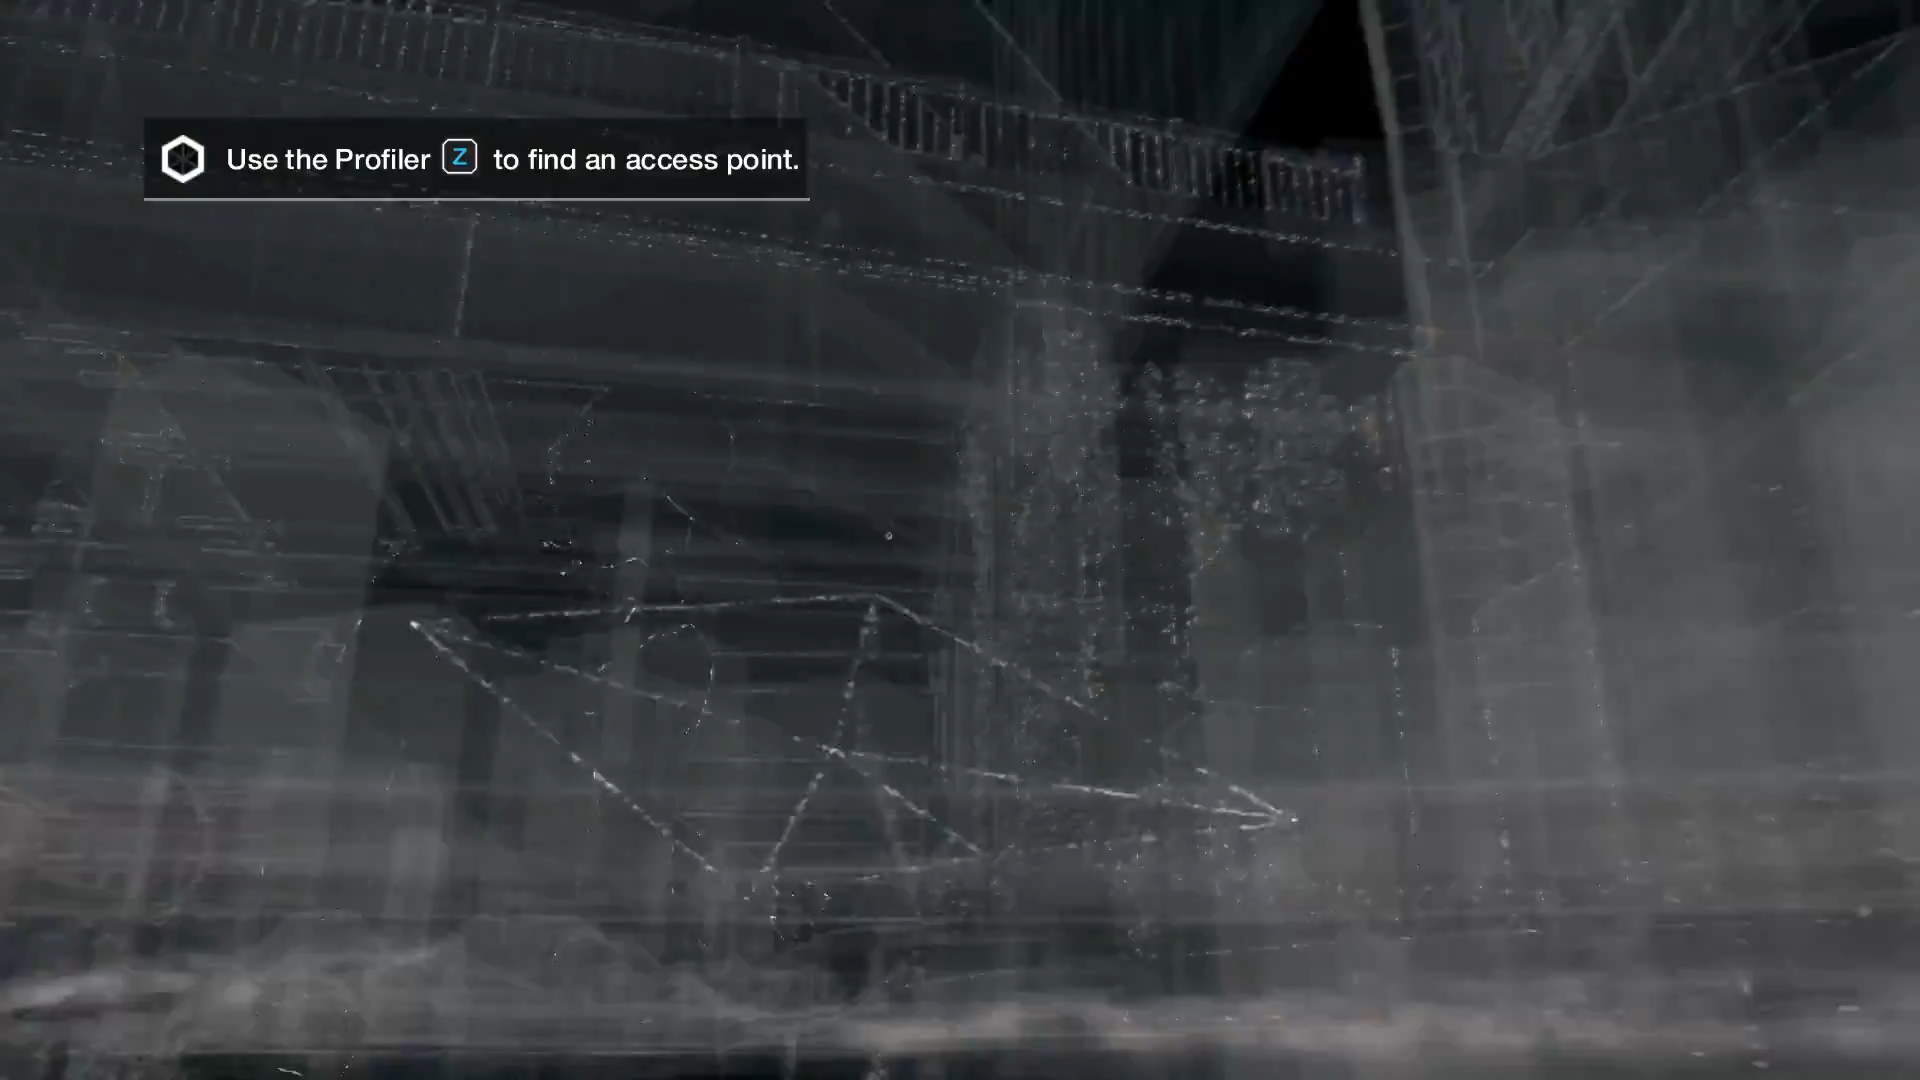 Use the Profiler Z to find an access point.